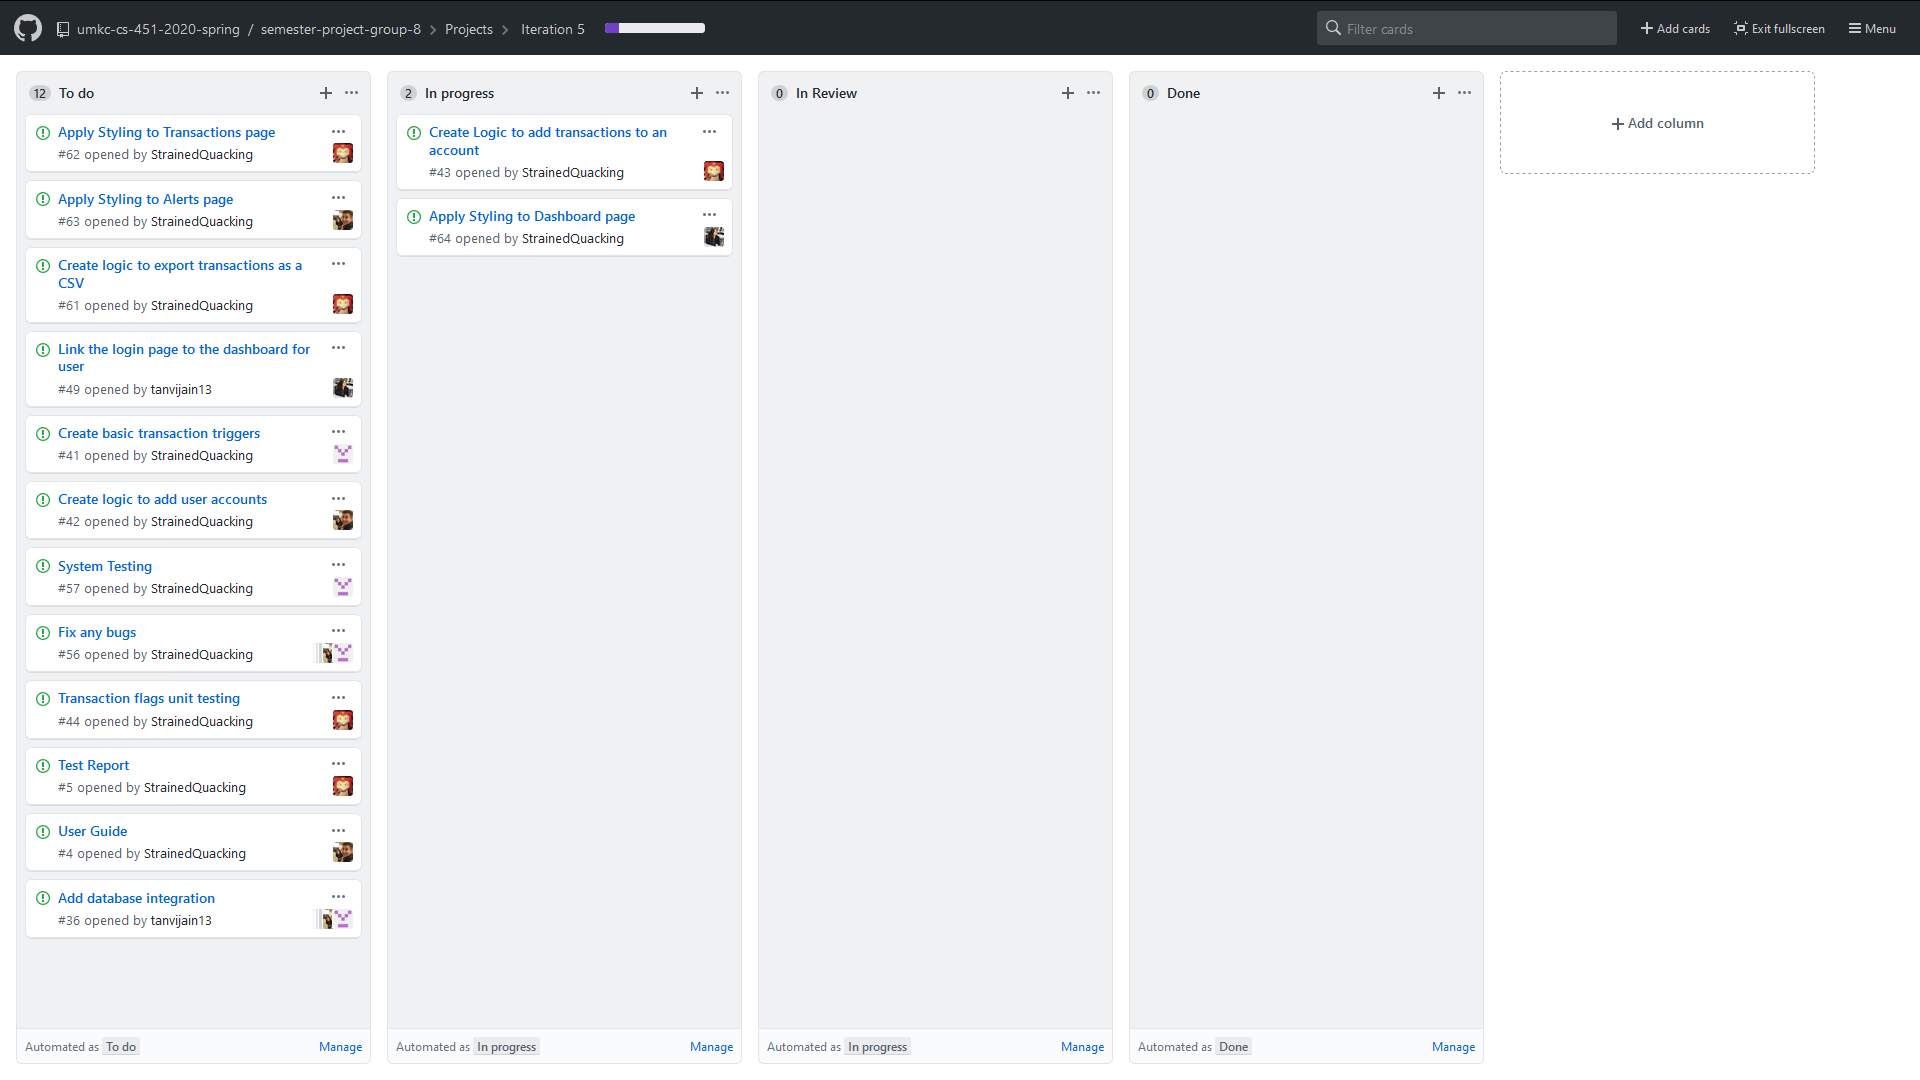 umkc-cs-451-2020-spring / semester-project-group-8 Projects Iteration 5
Filter cards
Add cards
Exit fullscreen
Menu
12 To do
Apply Styling to Transactions page
#62 opened by StrainedQuacking
Apply Styling to Alerts page
#63 opened by StrainedQuacking
Create logic to export transactions as a
CSV
#61 opened by StrainedQuacking
Link the login page to the dashboard for
user
#49 opened by tanvijain13
Create basic transaction triggers
#41 opened by StrainedQuacking
Create logic to add user accounts
#42 opened by StrainedQuacking
System Testing
#57 opened by StrainedQuacking
Fix any bugs
#56 opened by StrainedQuacking
Transaction flags unit testing
#44 opened by StrainedQuacking
Test Report
#5 opened by StrainedQuacking
User Guide
#4 opened by StrainedQuacking
Add database integration
#36 opened by tanvijain13
Automated as To do Manage
2 In progress
Create Logic to add transactions to an
account
#43 opened by StrainedQuacking
Apply Styling to Dashboard page
#64 opened by StrainedQuacking
Automated as In progress Manage
0 In Review
Automated as In progress Manage
0 Done
Automated as Done Manage
Add column